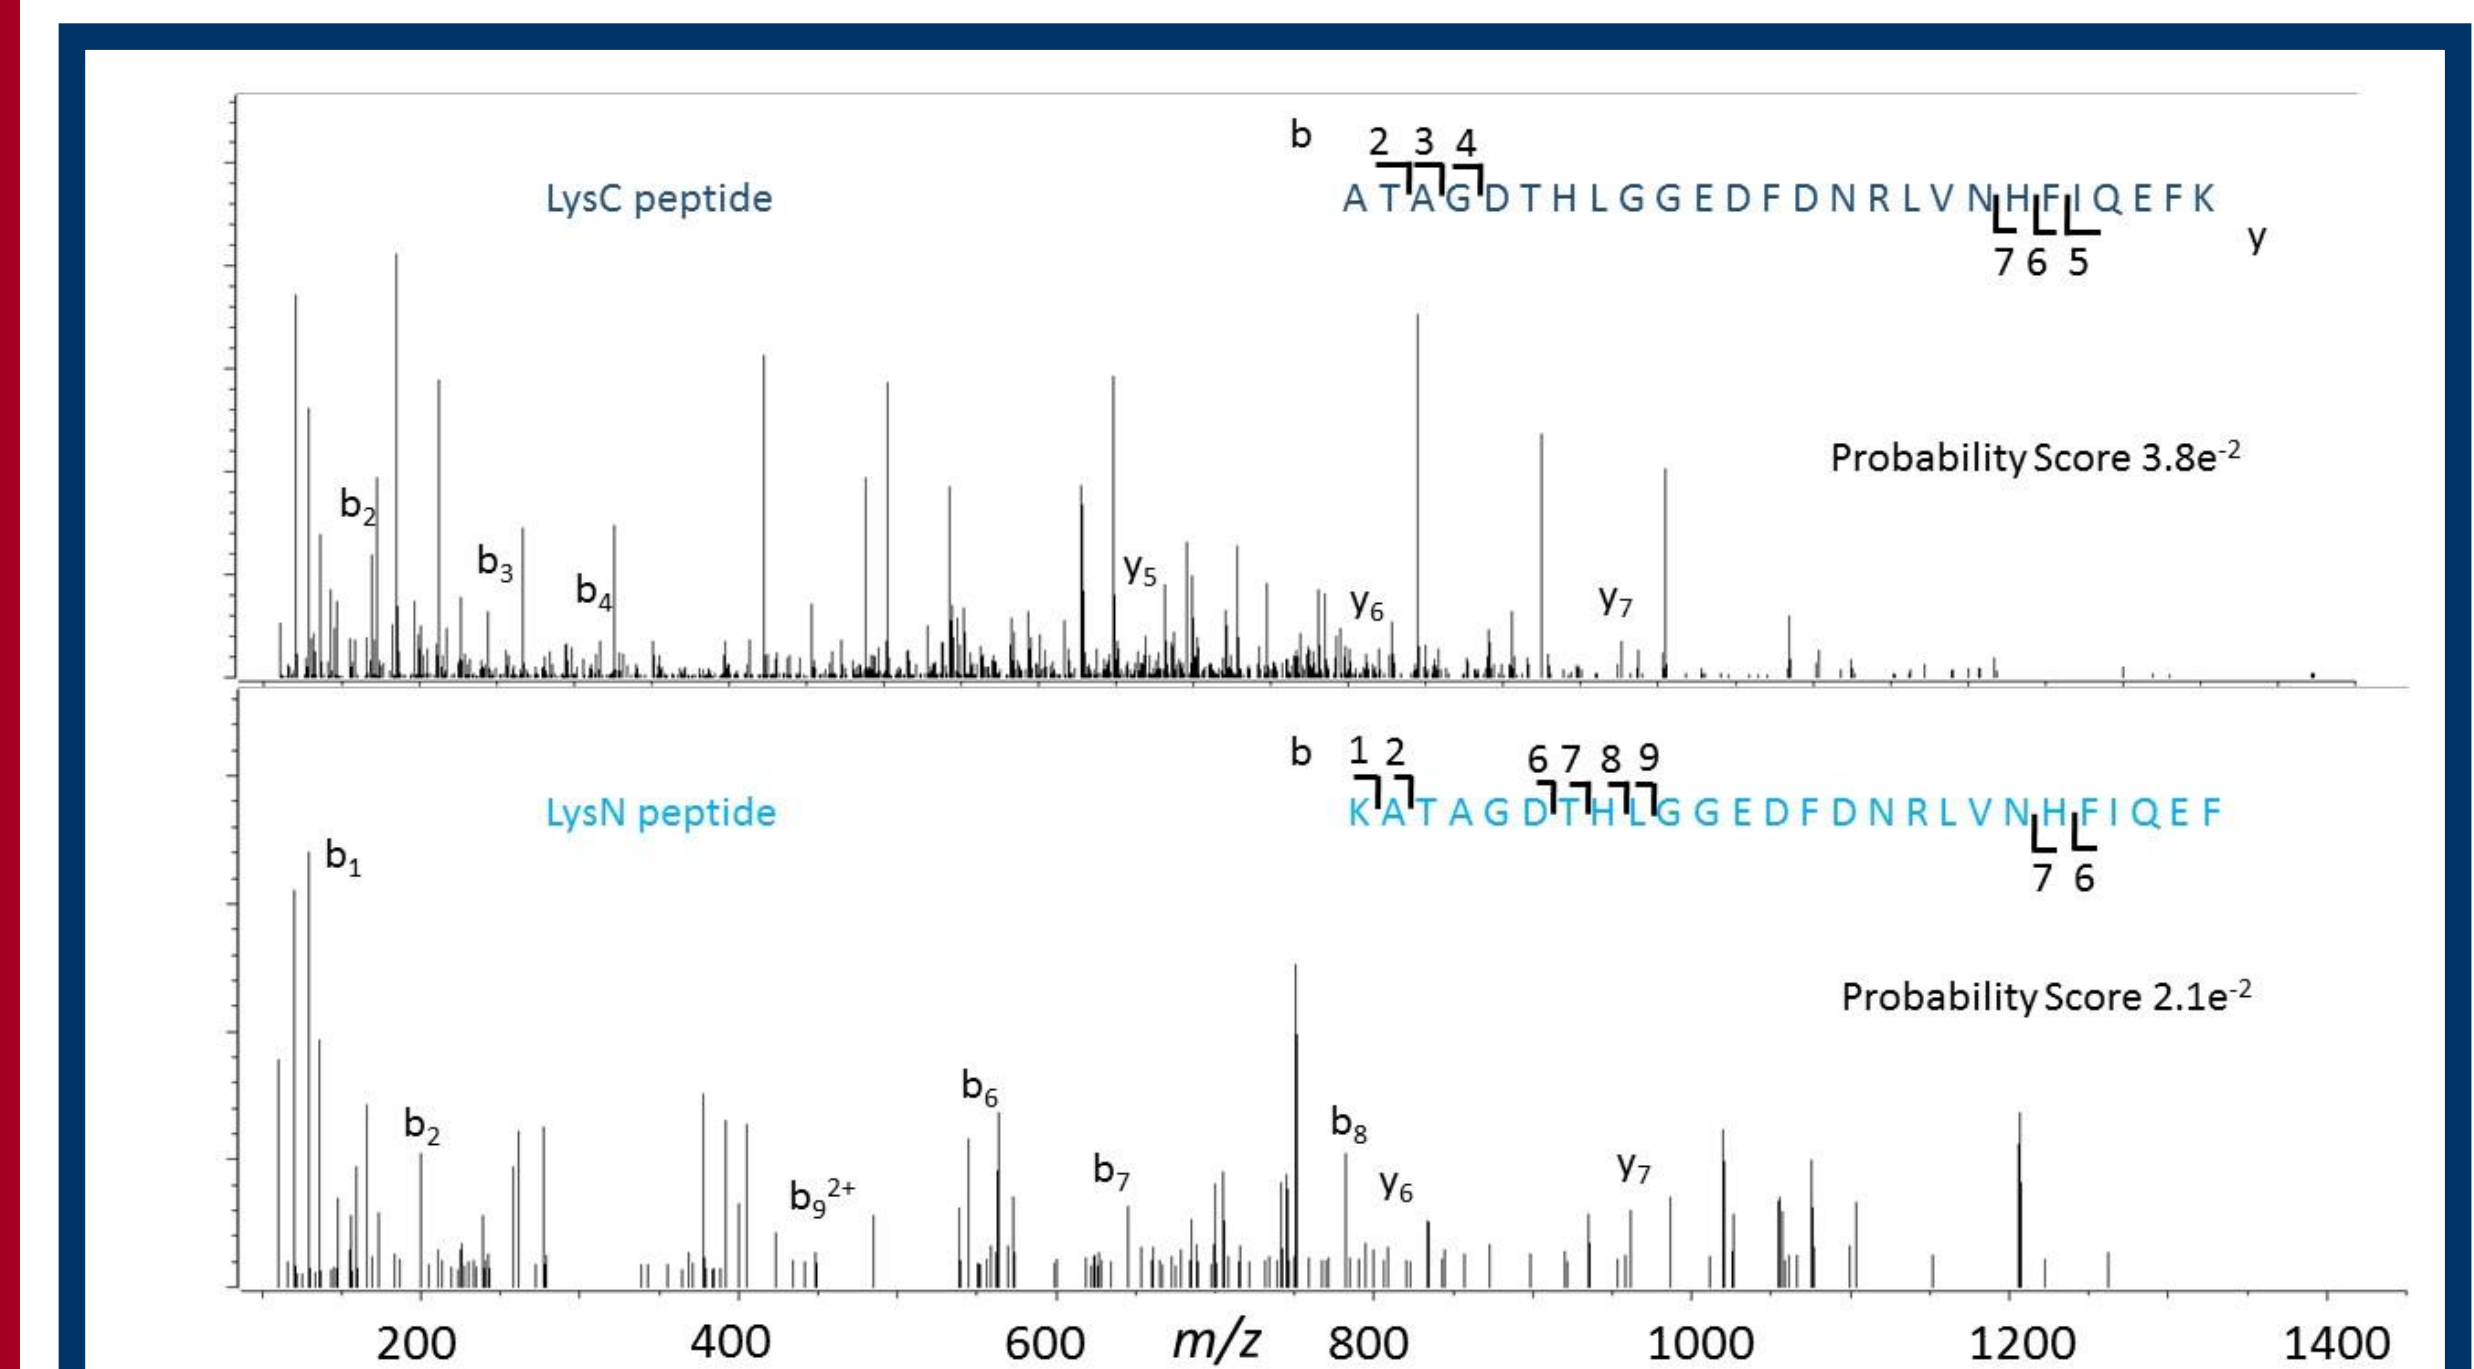 b 2 3 4
LysC peptide
A T A G D T H L G G E D F D N R L V N H F I Q E F K
7 6 5 y
Probability Score 3.8e⁻²
b₂
b₃
b₄
y₅
y₆
y₇
b 1 2 6 7 8 9
LysN peptide
K A T A G D T H L G G E D F D N R L V N H F I Q E F
7 6
b₁
Probability Score 2.1e⁻²
b₂
b₉²⁺
b₆
b₇
b₈
y₆
y₇
200 400 600 m/z 800 1000 1200 1400